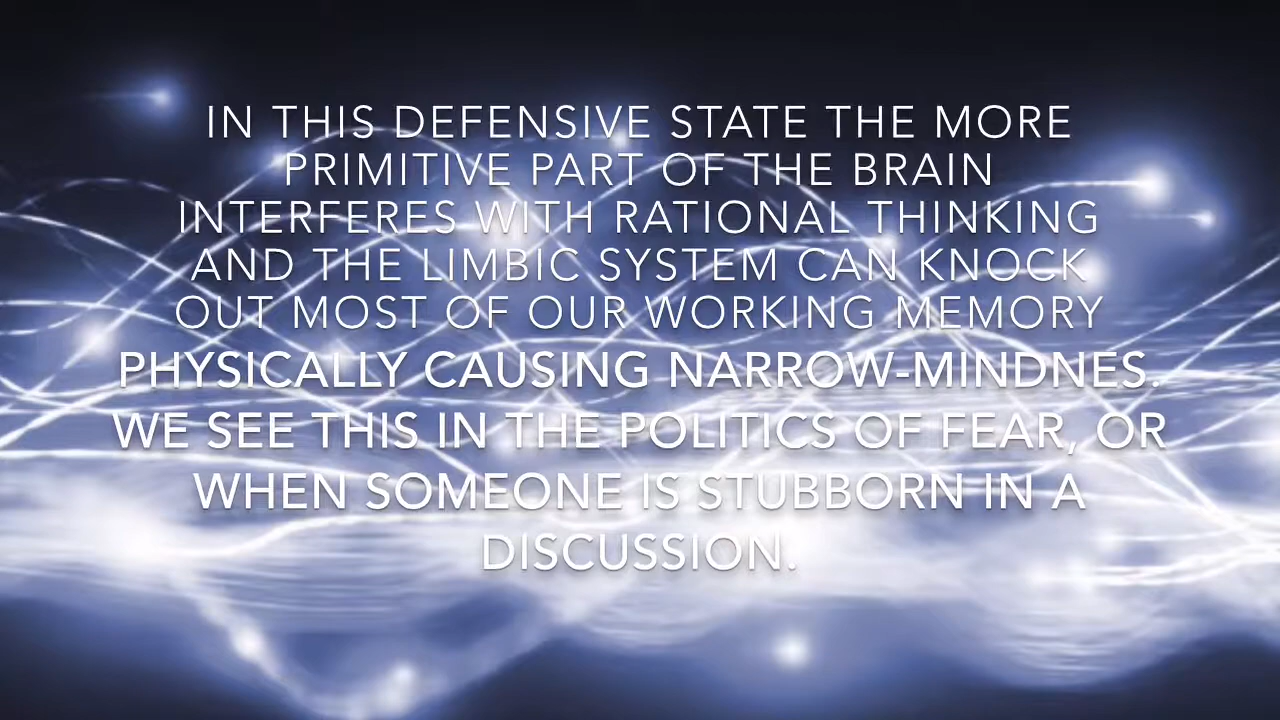 IN THIS DEFENSIVE STATE THE MORE
PRIMITIVE PART OF THE BRAIN
INTERFERES WITH RATIONAL THINKING
AND THE LIMBIC SYSTEM CAN KNOCK
OUT MOST OF OUR WORKING MEMORY
PHYSICALLY CAUSING NARROW-MINDNES.
WE SEE THIS IN THE POLITICS OF FEAR, OR
WHEN SOMEONE IS STUBBORN IN A
DISCUSSION.